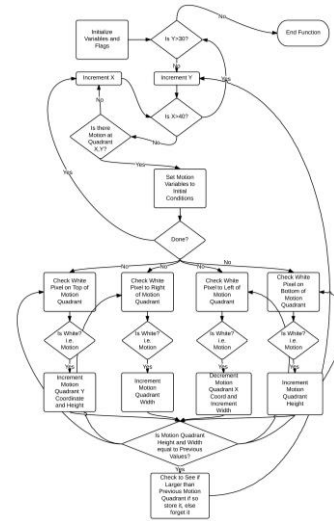 No
Initialize
Variables and
Flags
Is Y>30?
End Function
No
Yes
Increment X
Increment Y
Is X>40?
No
No
Is there
Motion at
Quadrant
X,Y?
Yes
Set Motion
Variables to
Initial
Conditions
Yes
Done?
No
No
No
No
Check White
Pixel on Top of
Motion
Quadrant
Check White
Pixel to Right
of Motion
Quadrant
Check White
Pixel to Left of
Motion
Quadrant
Check White
Pixel on
Bottom of
Motion
Quadrant
Is White?
i.e.
Motion
Is White?
i.e.
Motion
Is White?
i.e.
Motion
Is White?
i.e.
Motion
Yes
Yes
Yes
Yes
Increment
Motion
Quadrant Y
Coordinate
and Height
Increment
Motion
Quadrant
Width
Decrement
Motion
Quadrant X
Coord and
Increment
Width
Increment
Motion
Quadrant
Height
Is Motion Quadrant
Height and Width
equal to Previous
Values?
Yes
Check to See if
Larger than
Previous Motion
Quadrant if so
store it, else
forget it